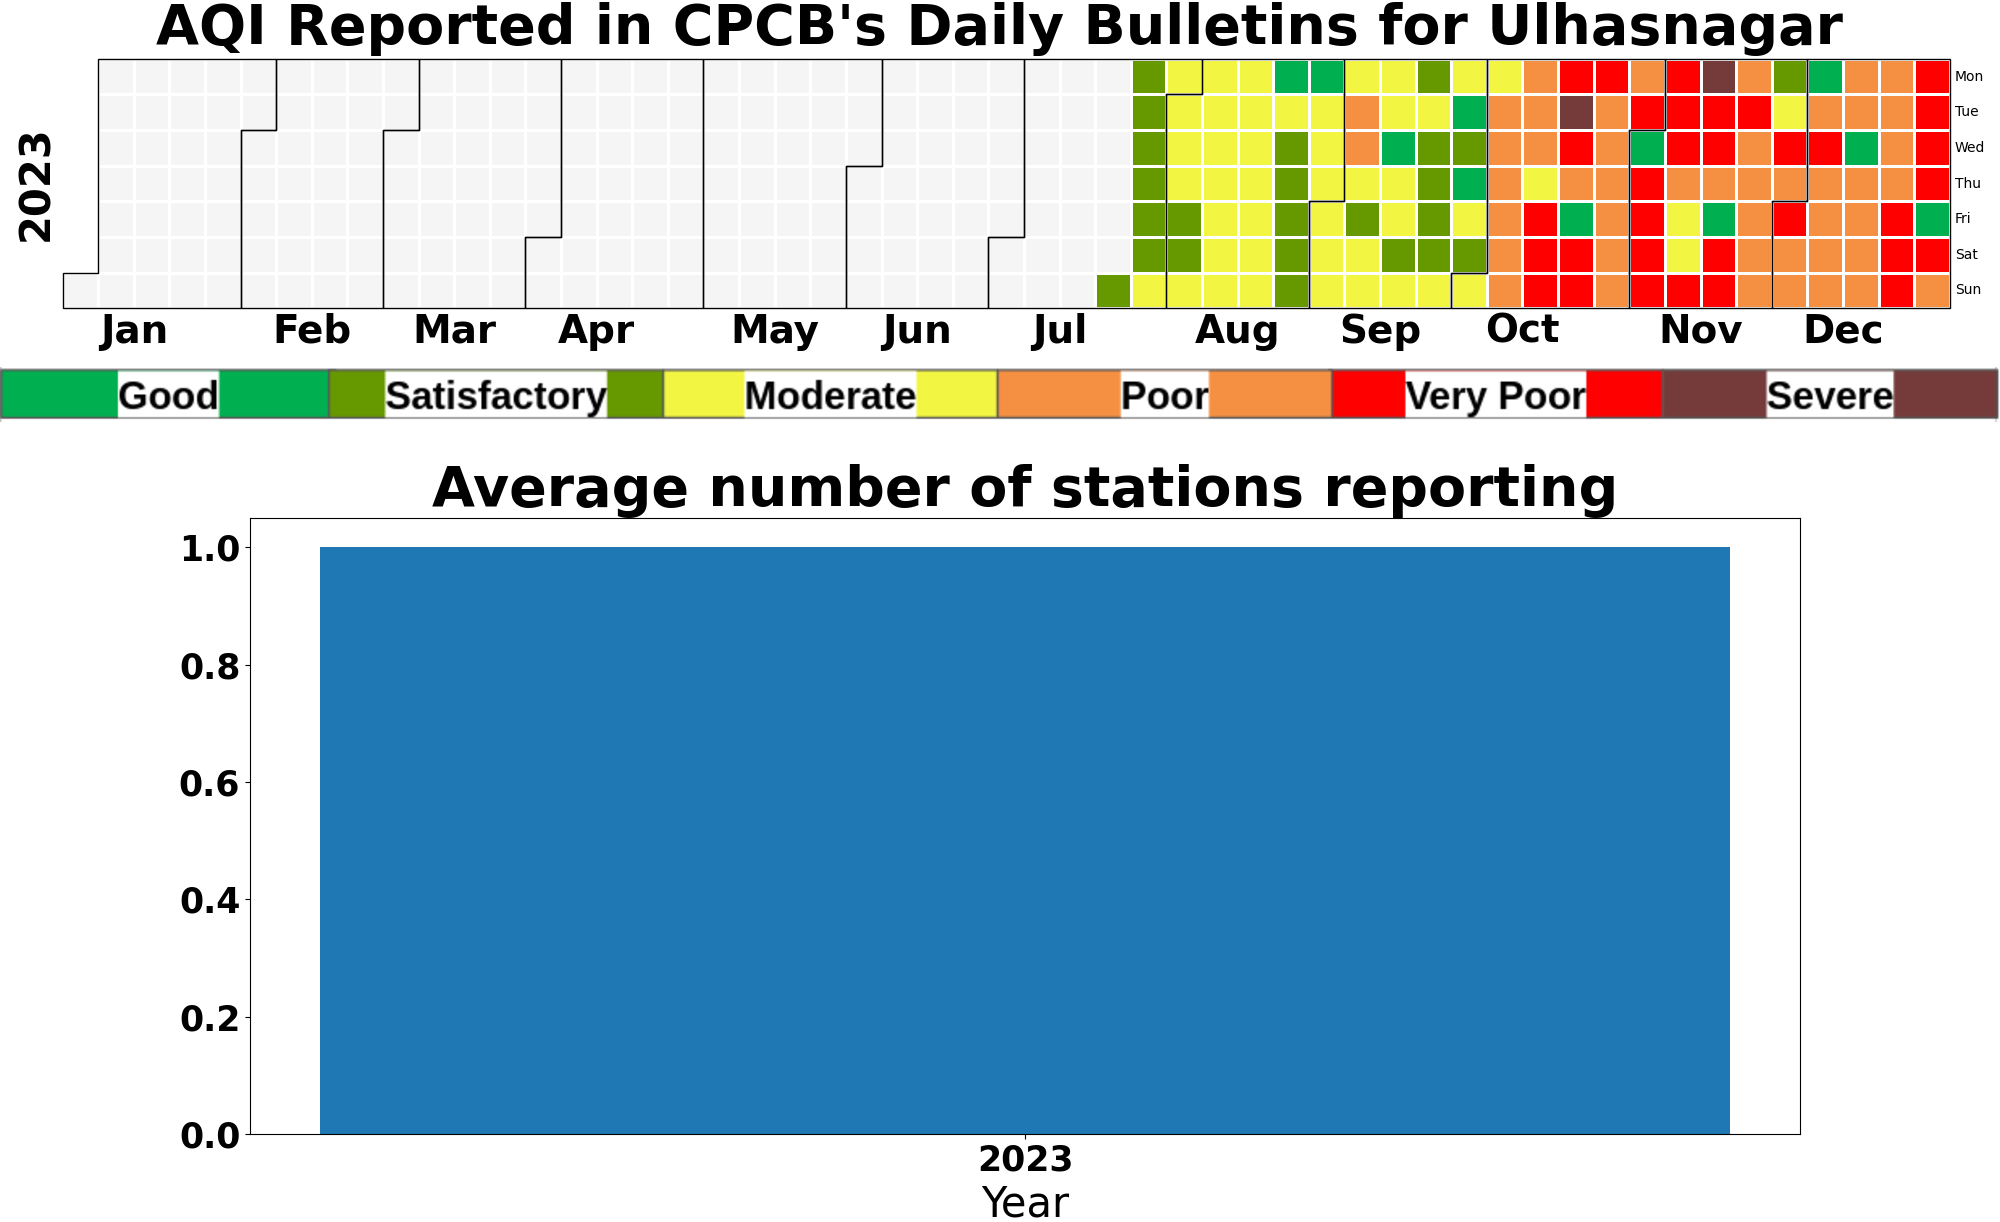 AQI Reported in CPCB's Daily Bulletins for Ulhasnagar
2023
Mon
Tue
Wed
Thu
Fri
Sat
Sun
Jan Feb Mar Apr May Jun Jul Aug Sep Oct Nov Dec
Good Satisfactory Moderate Poor Very Poor Severe
Average number of stations reporting
1.0
0.8
0.6
0.4
0.2
0.0
2023
Year